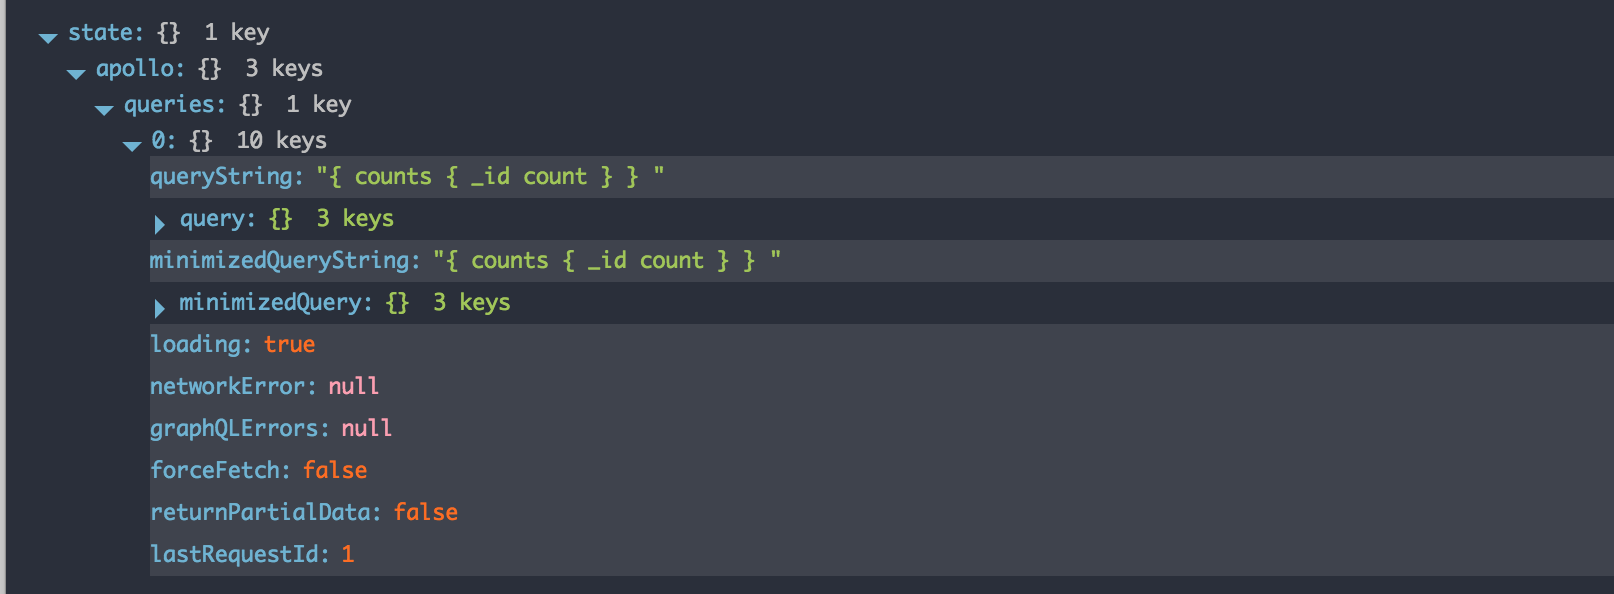 state: {} 1 key
apollo: {} 3 keys
queries: {} 1 key
0: {} 10 keys
queryString: "{ counts { _id count } } "
query: {} 3 keys
minimizedQueryString: "{ counts { _id count } } "
minimizedQuery: {} 3 keys
loading: true
networkError: null
graphQLErrors: null
forceFetch: false
returnPartialData: false
lastRequestId: 1